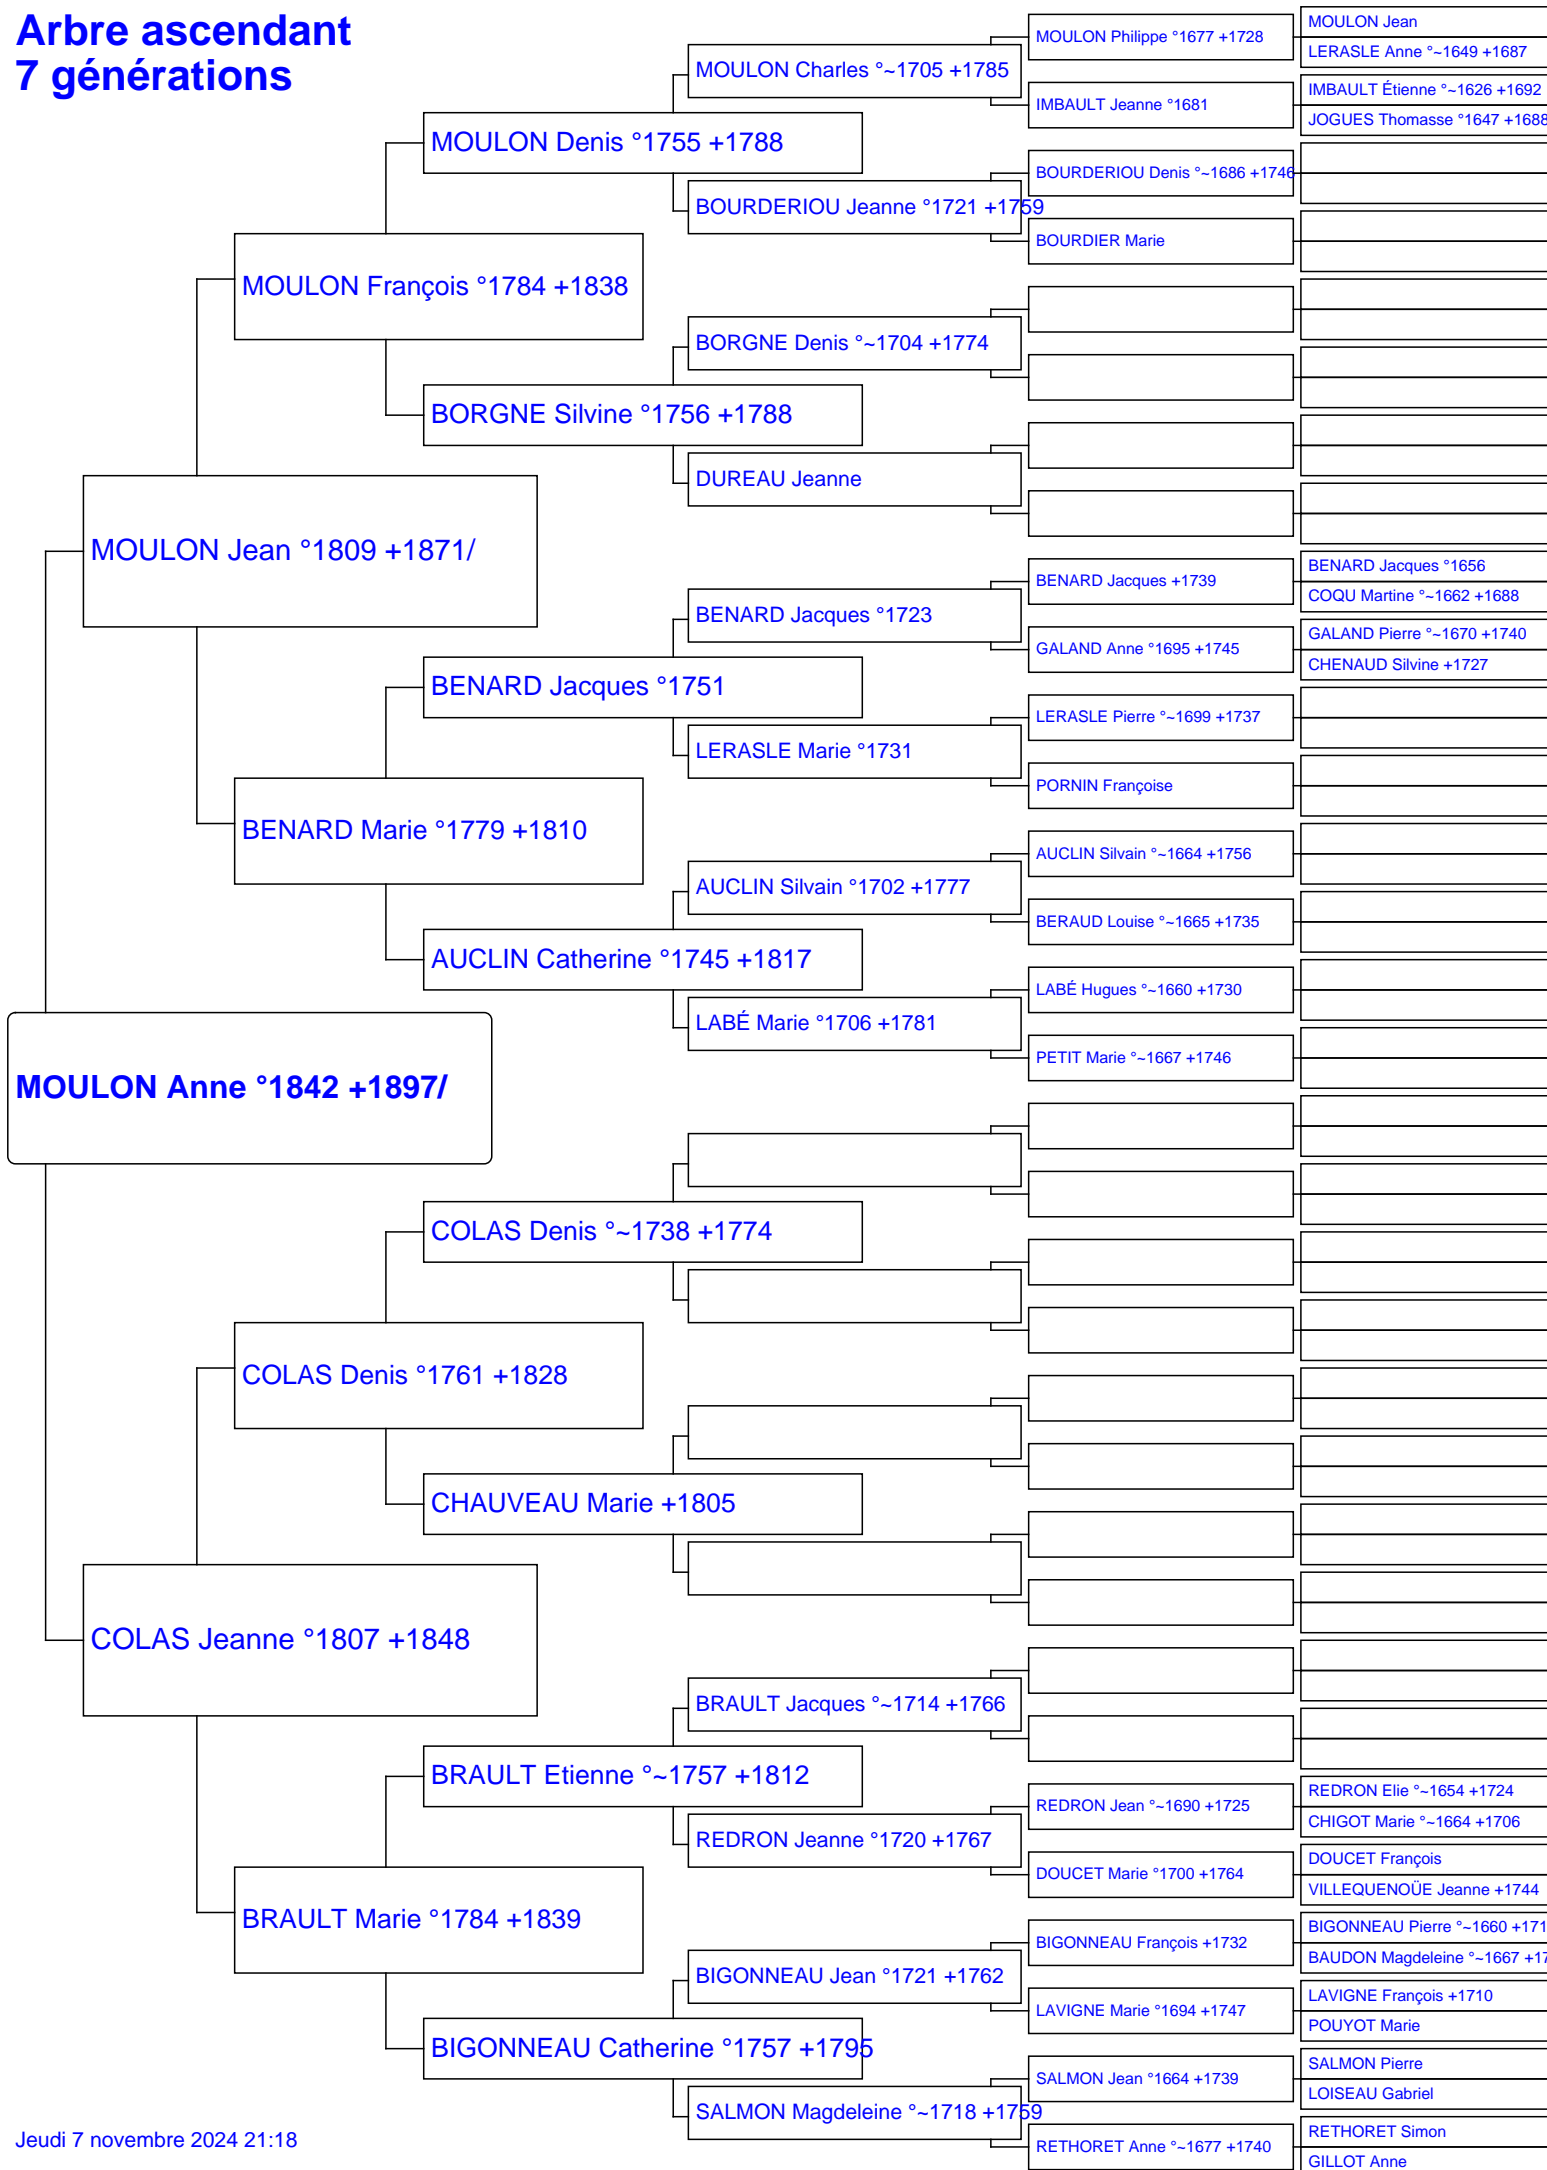 Arbre ascendant
7 générations
MOULON Anne °1842 +1897/
MOULON Jean °1809 +1871/
COLAS Jeanne °1807 +1848
MOULON François °1784 +1838
BENARD Marie °1779 +1810
COLAS Denis °1761 +1828
BRAULT Marie °1784 +1839
MOULON Denis °1755 +1788
BORGNE Silvine °1756 +1788
BENARD Jacques °1751
AUCLIN Catherine °1745 +1817
COLAS Denis °~1738 +1774
CHAUVEAU Marie +1805
BRAULT Etienne °~1757 +1812
BIGONNEAU Catherine °1757 +1795
MOULON Charles °~1705 +1785
BOURDERIOU Jeanne °1721 +1759
BORGNE Denis °~1704 +1774
DUREAU Jeanne
BENARD Jacques °1723
LERASLE Marie °1731
AUCLIN Silvain °1702 +1777
LABÉ Marie °1706 +1781
BRAULT Jacques °~1714 +1766
REDRON Jeanne °1720 +1767
BIGONNEAU Jean °1721 +1762
SALMON Magdeleine °~1718 +1759
MOULON Philippe °1677 +1728
IMBAULT Jeanne °1681
BOURDERIOU Denis °~1686 +1746
BOURDIER Marie
BENARD Jacques +1739
GALAND Anne °1695 +1745
LERASLE Pierre °~1699 +1737
PORNIN Françoise
AUCLIN Silvain °~1664 +1756
BERAUD Louise °~1665 +1735
LABÉ Hugues °~1660 +1730
PETIT Marie °~1667 +1746
REDRON Jean °~1690 +1725
DOUCET Marie °1700 +1764
BIGONNEAU François +1732
LAVIGNE Marie °1694 +1747
SALMON Jean °1664 +1739
RETHORET Anne °~1677 +1740
MOULON Jean
LERASLE Anne °~1649 +1687
IMBAULT Étienne °~1626 +1692
JOGUES Thomasse °1647 +1688
BENARD Jacques °1656
COQU Martine °~1662 +1688
GALAND Pierre °~1670 +1740
CHENAUD Silvine +1727
REDRON Elie °~1654 +1724
CHIGOT Marie °~1664 +1706
DOUCET François
VILLEQUENOÜE Jeanne +1744
BIGONNEAU Pierre °~1660 +171
BAUDON Magdeleine °~1667 +17
LAVIGNE François +1710
POUYOT Marie
SALMON Pierre
LOISEAU Gabriel
RETHORET Simon
GILLOT Anne
Jeudi 7 novembre 2024 21:18